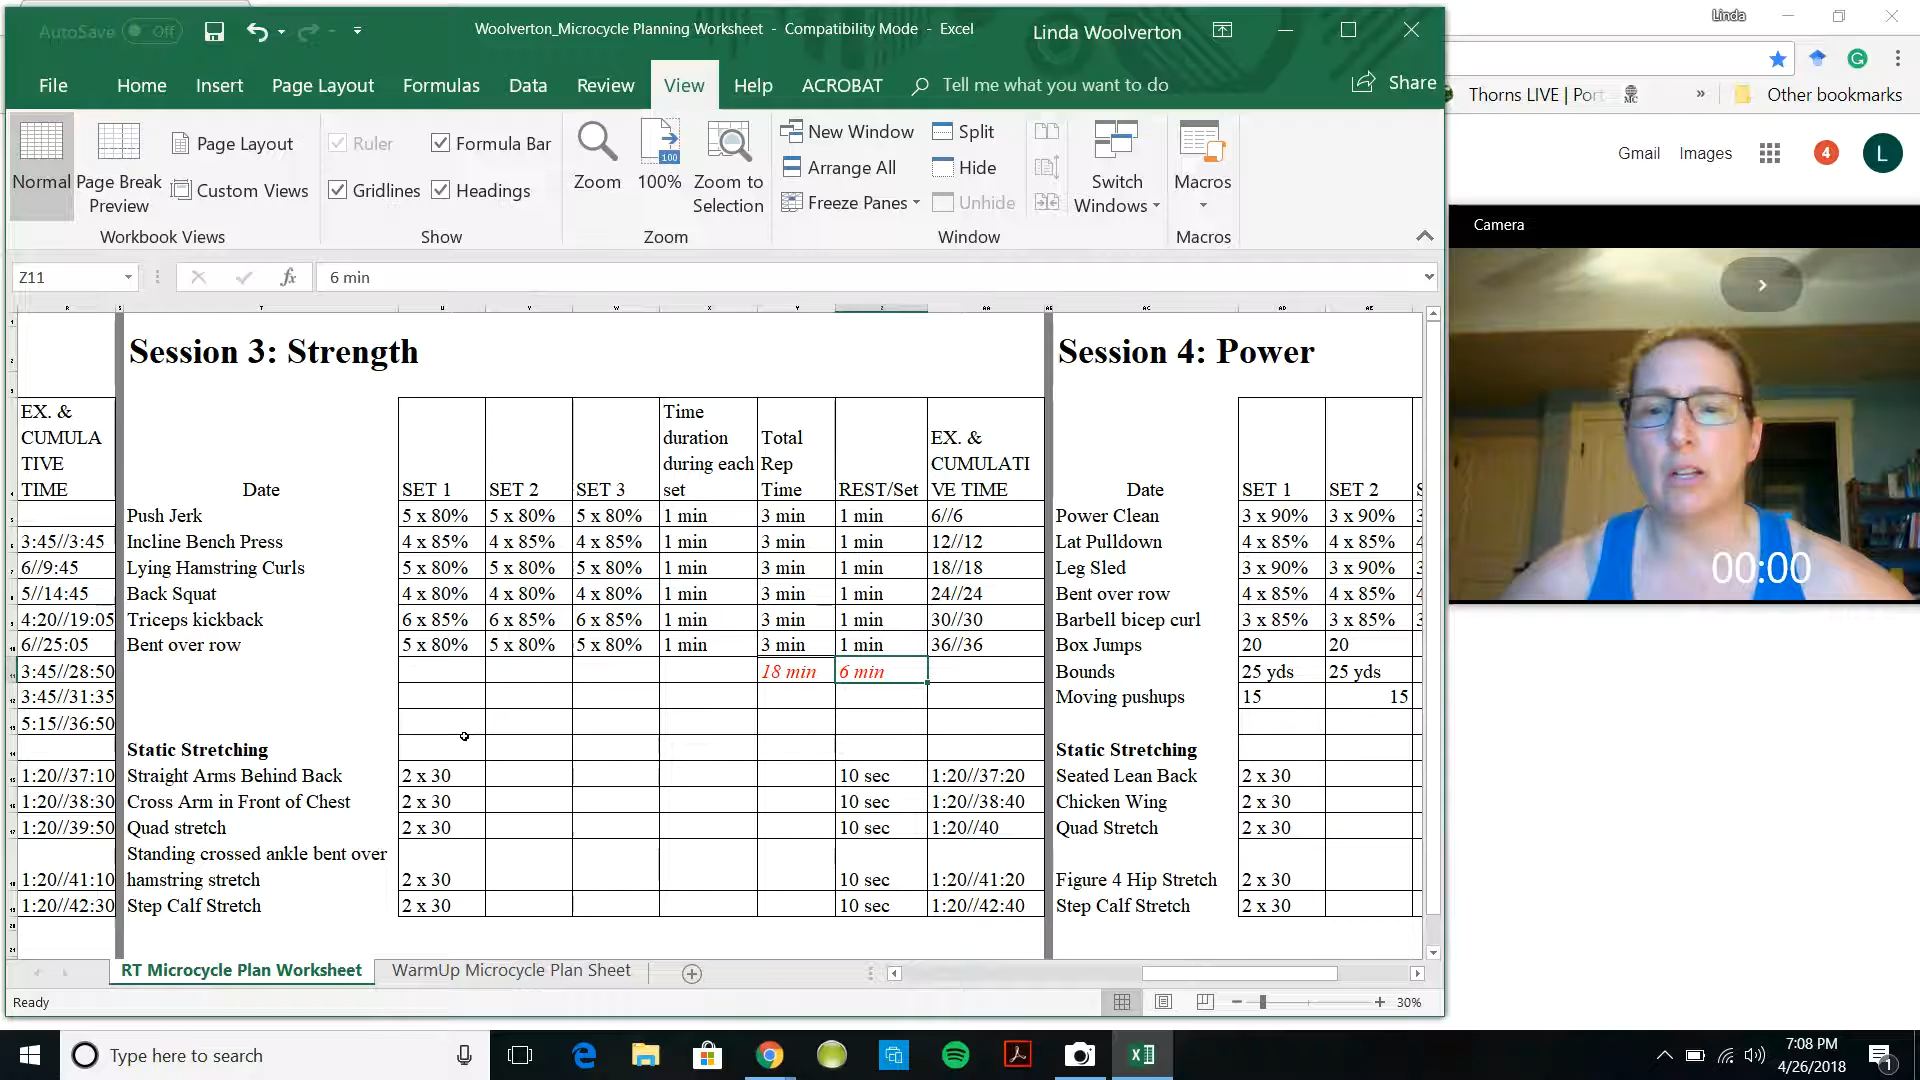 AutoSave Off
Woolverton_Microcycle Planning Worksheet - Compatibility Mode - Excel
Linda Woolverton
Linda
File Home Insert Page Layout Formulas Data Review View Help ACROBAT Tell me what you want to do Share
Thorns LIVE | Port
MC
» Other bookmarks
Normal
Page Break Preview
Page Layout
Custom Views
Workbook Views
Ruler
Formula Bar
Gridlines
Headings
Show
Zoom
100
100%
Zoom to Selection
Zoom
New Window
Arrange All
Freeze Panes
Split
Hide
Unhide
Switch Windows
Window
Macros
Macros
Gmail Images 4 L
Camera
00:00
Z11 fx 6 min
Session 3: Strength Session 4: Power
EX. & CUMULATIVE TIME
Date SET 1 SET 2 SET 3 Time duration during each set Total Rep Time REST/Set EX. & CUMULATIVE TIME Date SET 1 SET 2 S
Push Jerk 5 x 80% 5 x 80% 5 x 80% 1 min 3 min 1 min 6//6 Power Clean 3 x 90% 3 x 90% 3
3:45//3:45 Incline Bench Press 4 x 85% 4 x 85% 4 x 85% 1 min 3 min 1 min 12//12 Lat Pulldown 4 x 85% 4 x 85% 4
6//9:45 Lying Hamstring Curls 5 x 80% 5 x 80% 5 x 80% 1 min 3 min 1 min 18//18 Leg Sled 3 x 90% 3 x 90% 3
5//14:45 Back Squat 4 x 80% 4 x 80% 4 x 80% 1 min 3 min 1 min 24//24 Bent over row 4 x 85% 4 x 85% 4
4:20//19:05 Triceps kickback 6 x 85% 6 x 85% 6 x 85% 1 min 3 min 1 min 30//30 Barbell bicep curl 3 x 85% 3 x 85% 3
6//25:05 Bent over row 5 x 80% 5 x 80% 5 x 80% 1 min 3 min 1 min 36//36 Box Jumps 20 20
3:45//28:50 18 min 6 min Bounds 25 yds 25 yds
3:45//31:35 Moving pushups 15 15
5:15//36:50
Static Stretching Static Stretching
1:20//37:10 Straight Arms Behind Back 2 x 30 10 sec 1:20//37:20 Seated Lean Back 2 x 30
1:20//38:30 Cross Arm in Front of Chest 2 x 30 10 sec 1:20//38:40 Chicken Wing 2 x 30
1:20//39:50 Quad stretch 2 x 30 10 sec 1:20//40 Quad Stretch 2 x 30
1:20//41:10 Standing crossed ankle bent over hamstring stretch 2 x 30 10 sec 1:20//41:20 Figure 4 Hip Stretch 2 x 30
1:20//42:30 Step Calf Stretch 2 x 30 10 sec 1:20//42:40 Step Calf Stretch 2 x 30
RT Microcycle Plan Worksheet WarmUp Microcycle Plan Sheet
Ready 30%
Type here to search
7:08 PM
4/26/2018
1